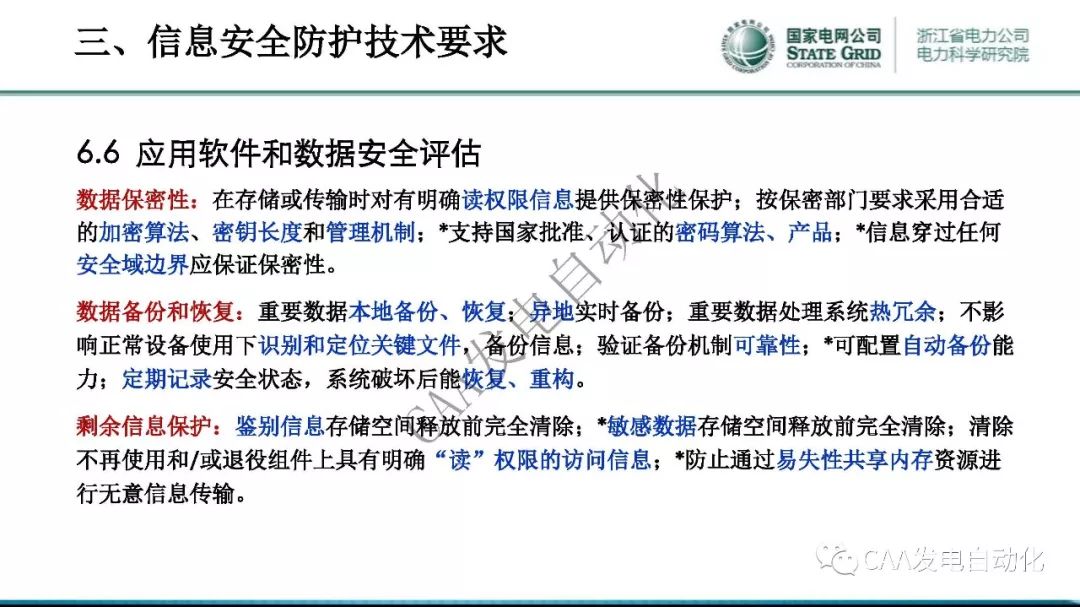 三、信息安全防护技术要求
国家电网公司
STATE GRID
CORPORATION OF CHINA
浙江省电力公司
电力科学研究院
6.6 应用软件和数据安全评估
数据保密性：在存储或传输时对有明确读权限信息提供保密性保护；按保密部门要求采用合适
的加密算法、密钥长度和管理机制；*支持国家批准、认证的密码算法、产品；*信息穿过任何
安全域边界应保证保密性。
数据备份和恢复：重要数据本地备份、恢复；异地实时备份；重要数据处理系统热冗余；不影
响正常设备使用下识别和定位关键文件，备份信息；验证备份机制可靠性；*可配置自动备份能
力；定期记录安全状态，系统破坏后能恢复、重构。
剩余信息保护：鉴别信息存储空间释放前完全清除；*敏感数据存储空间释放前完全清除；清除
不再使用和/或退役组件上具有明确“读”权限的访问信息；*防止通过易失性共享内存资源进
行无意信息传输。
CAA发电自动化
CAA发电自动化